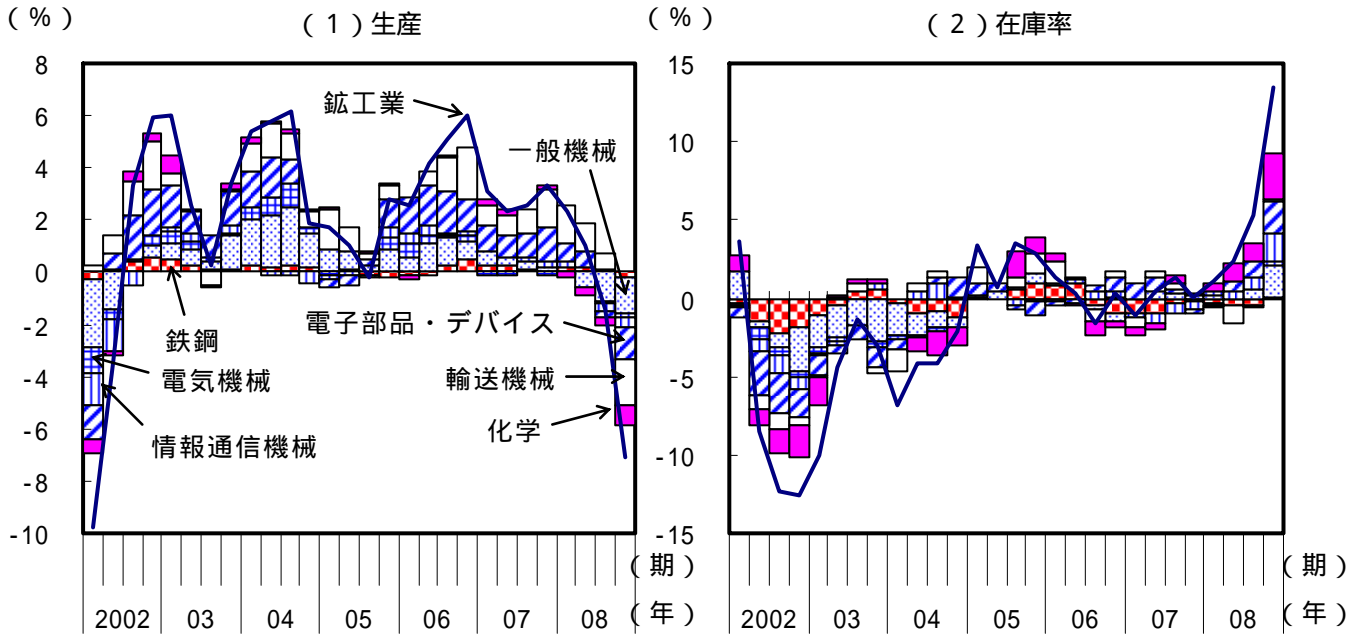 (%)
(1)生産
8
6
4
2
0
-2
-4
-6
-8
-10
鉱工業
一般機械
鉄鋼
電子部品・デバイス
電気機械
輸送機械
化学
情報通信機械
(期)
2002 03 04 05 06 07 08 (年)
(%)
(2)在庫率
15
10
5
0
-5
-10
-15
(期)
2002 03 04 05 06 07 08 (年)